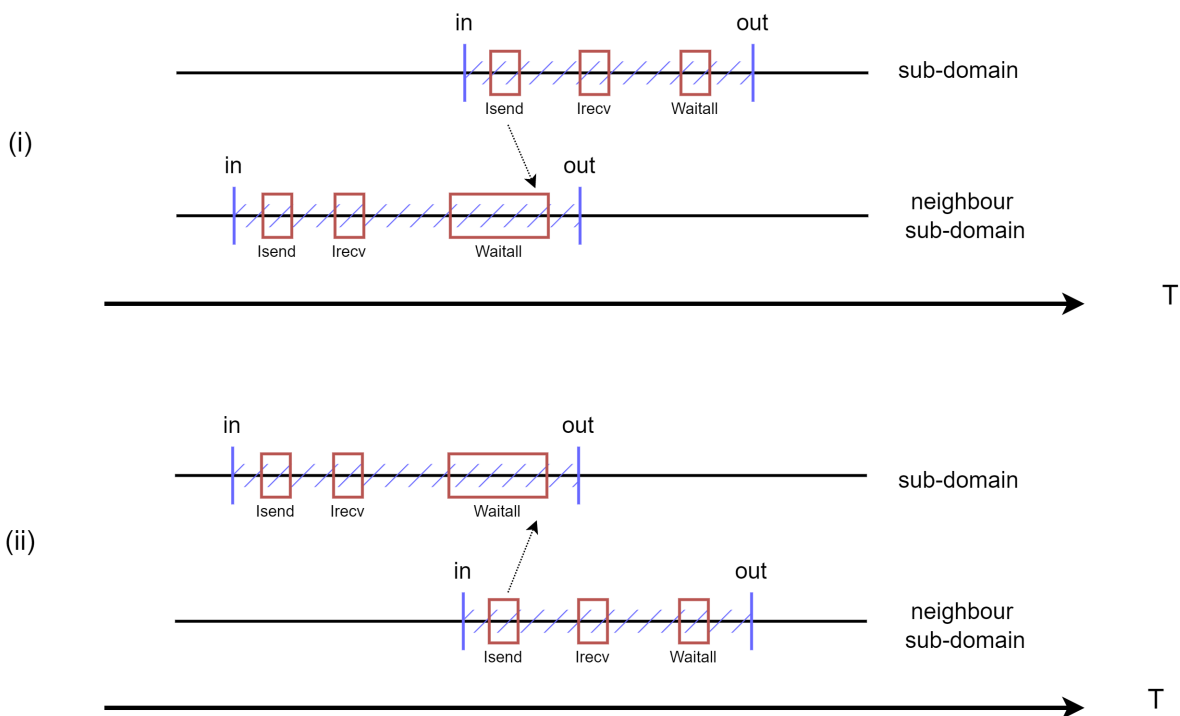 in
out
sub-domain
Isend
Irecv
Waitall
(i)
in
out
neighbour
sub-domain
Isend
Irecv
Waitall
T
in
out
sub-domain
Isend
Irecv
Waitall
(ii)
in
out
neighbour
sub-domain
Isend
Irecv
Waitall
T